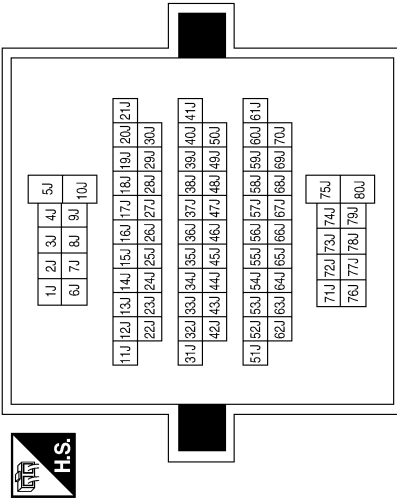 1J 2J 3J 4J 5J
6J 7J 8J 9J 10J
11J 12J 13J 14J 15J 16J 17J 18J 19J 20J 21J
22J 23J 24J 25J 26J 27J 28J 29J 30J
31J 32J 33J 34J 35J 36J 37J 38J 39J 40J 41J
42J 43J 44J 45J 46J 47J 48J 49J 50J
51J 52J 53J 54J 55J 56J 57J 58J 59J 60J 61J
62J 63J 64J 65J 66J 67J 68J 69J 70J
71J 72J 73J 74J 75J
76J 77J 78J 79J 80J
H.S.